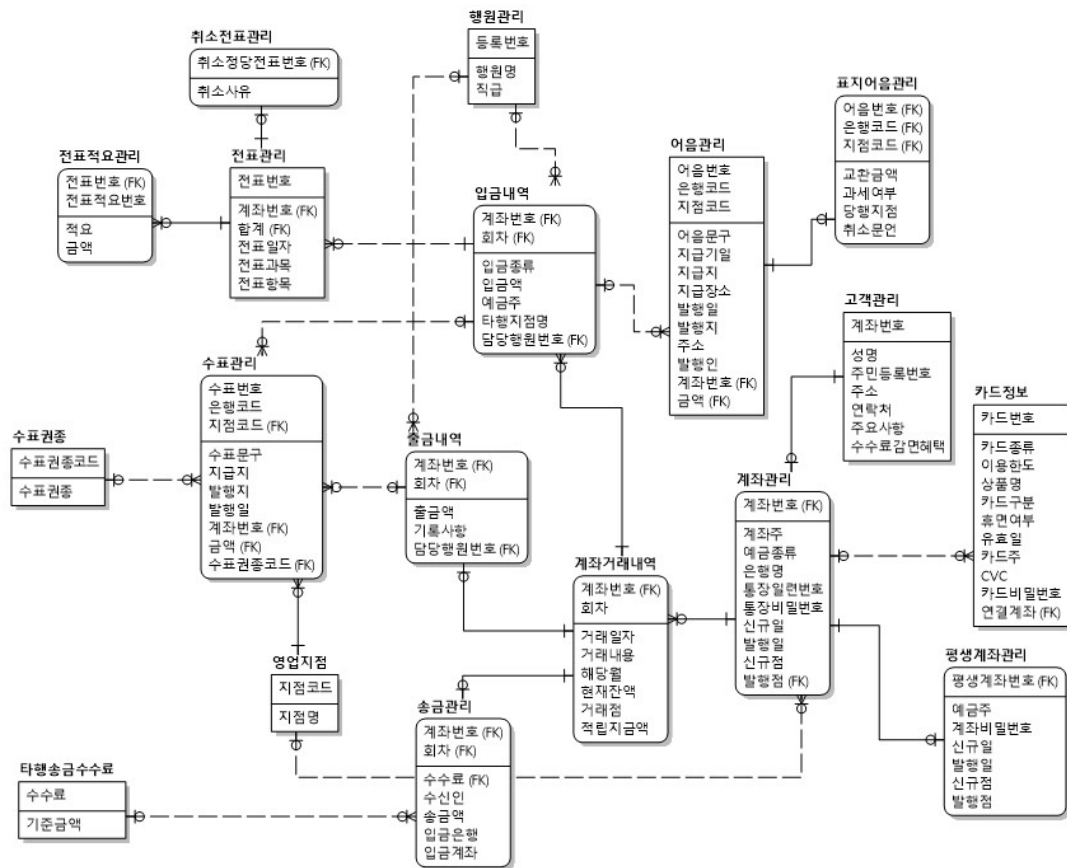 행원관리
등록번호
행원명
직급
취소전표관리
취소정당전표번호 (FK)
취소사유
표지어음관리
어음번호 (FK)
은행코드 (FK)
지점코드 (FK)
교환금액
과세여부
당행지점
취소문언
전표적요관리
전표번호 (FK)
전표적요번호
적요
금액
전표관리
전표번호
계좌번호 (FK)
합계 (FK)
전표일자
전표과목
전표항목
입금내역
계좌번호 (FK)
회차 (FK)
입금종류
입금액
예금주
타행지점명
담당행원번호 (FK)
어음관리
어음번호
은행코드
지점코드
어음문구
지급기일
지급지
지급장소
발행일
발행지
주소
발행인
계좌번호 (FK)
금액 (FK)
고객관리
계좌번호
성명
주민등록번호
주소
연락처
주요사항
수수료감면혜택
수표관리
수표번호
은행코드
지점코드 (FK)
수표문구
지급지
발행지
발행일
계좌번호 (FK)
금액 (FK)
수표권종코드 (FK)
수표권종
수표권종코드
수표권종
출금내역
계좌번호 (FK)
회차 (FK)
출금액
기록사항
담당행원번호 (FK)
카드정보
카드번호
카드종류
이용한도
상품명
카드구분
휴면여부
유효일
카드주
CVC
카드비밀번호
연결계좌 (FK)
계좌관리
계좌번호 (FK)
계좌주
예금종류
은행명
통장일련번호
통장비밀번호
신규일
발행일
신규점
발행점 (FK)
계좌거래내역
계좌번호 (FK)
회차
거래일자
거래내용
해당월
현재잔액
거래점
적립지금액
영업지점
지점코드
지점명
평생계좌관리
평생계좌번호 (FK)
예금주
계좌비밀번호
신규일
발행일
신규점
발행점
송금관리
계좌번호 (FK)
회차 (FK)
수수료 (FK)
수신인
송금액
입금은행
입금계좌
타행송금수수료
수수료
기준금액